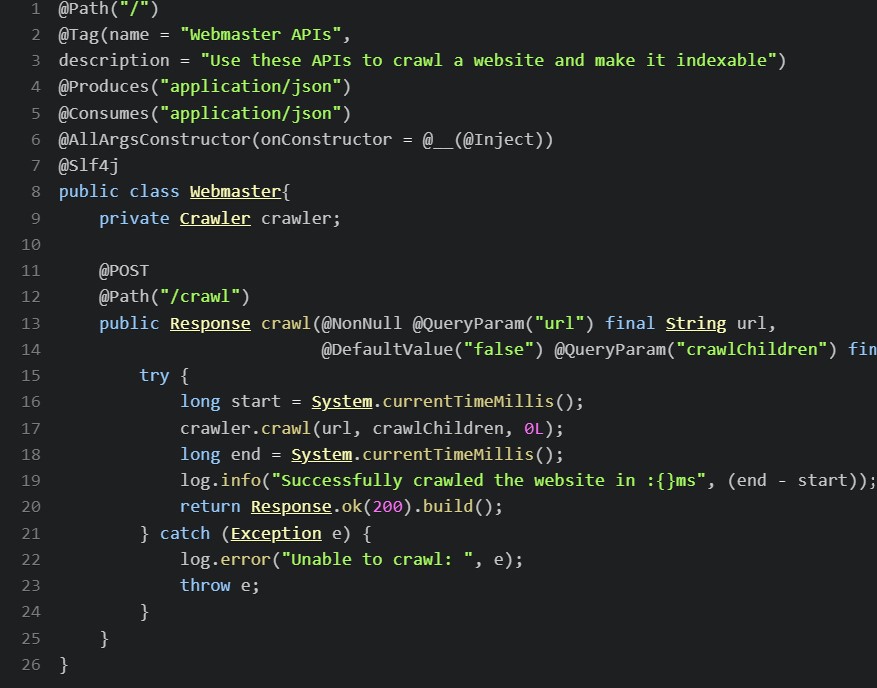 1 @Path("/")
2 @Tag(name = "Webmaster APIs",
3 description = "Use these APIs to crawl a website and make it indexable")
4 @Produces("application/json")
5 @Consumes("application/json")
6 @AllArgsConstructor(onConstructor = @__(@Inject))
7 @Slf4j
8 public class Webmaster{
9     private Crawler crawler;
10
11     @POST
12     @Path("/crawl")
13     public Response crawl(@NonNull @QueryParam("url") final String url,
14                           @DefaultValue("false") @QueryParam("crawlChildren") fin
15         try {
16             long start = System.currentTimeMillis();
17             crawler.crawl(url, crawlChildren, 0L);
18             long end = System.currentTimeMillis();
19             log.info("Successfully crawled the website in :{}ms", (end - start));
20             return Response.ok(200).build();
21         } catch (Exception e) {
22             log.error("Unable to crawl: ", e);
23             throw e;
24         }
25     }
26 }